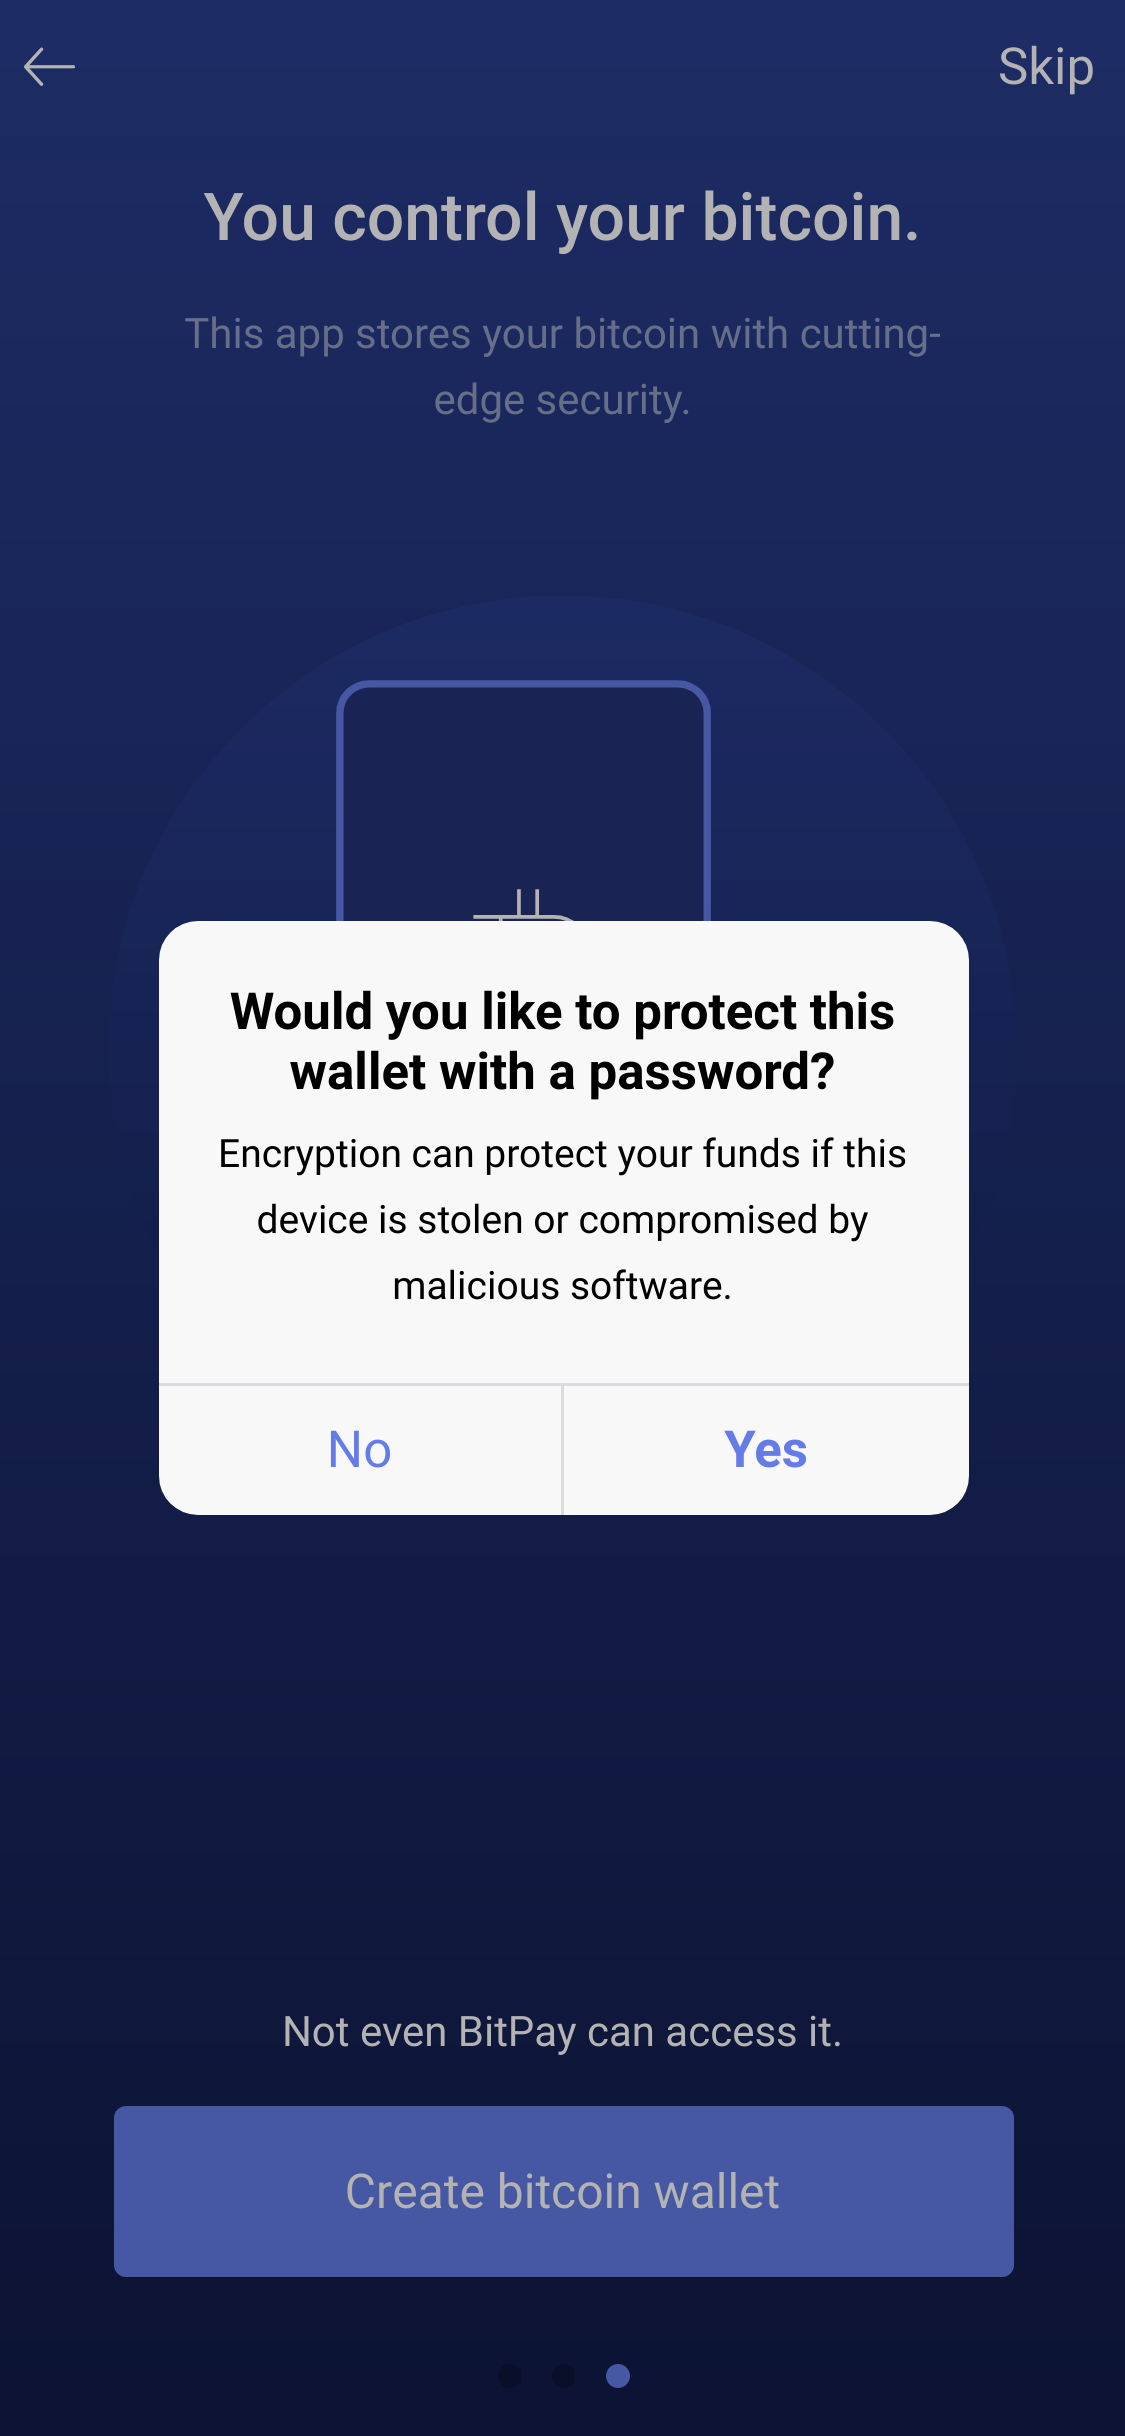 Skip
You control your bitcoin.
This app stores your bitcoin with cutting-
edge security.
Would you like to protect this
wallet with a password?
Encryption can protect your funds if this
device is stolen or compromised by
malicious software.
No
Yes
Not even BitPay can access it.
Create bitcoin wallet